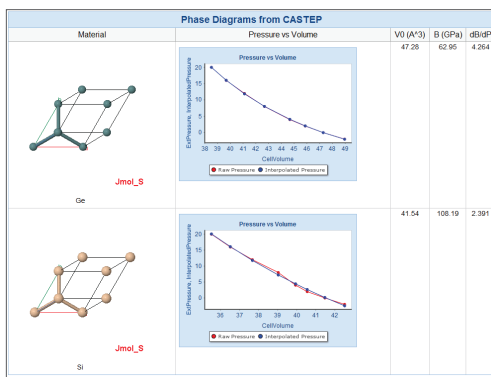 Phase Diagrams from CASTEP
Material Pressure vs Volume V0 (A^3) B (GPa) dB/dP
47.28 62.95 4.264
Pressure vs Volume
ExtPressure, InterpolatedPressure
20
15
10
5
0
38 39 40 41 42 43 44 45 46 47 48 49
CellVolume
Raw Pressure Interpolated Pressure
Jmol_S
Ge
41.54 108.19 2.391
Pressure vs Volume
ExtPressure, InterpolatedPressure
20
15
10
5
0
36 37 38 39 40 41 42
CellVolume
Raw Pressure Interpolated Pressure
Jmol_S
Si